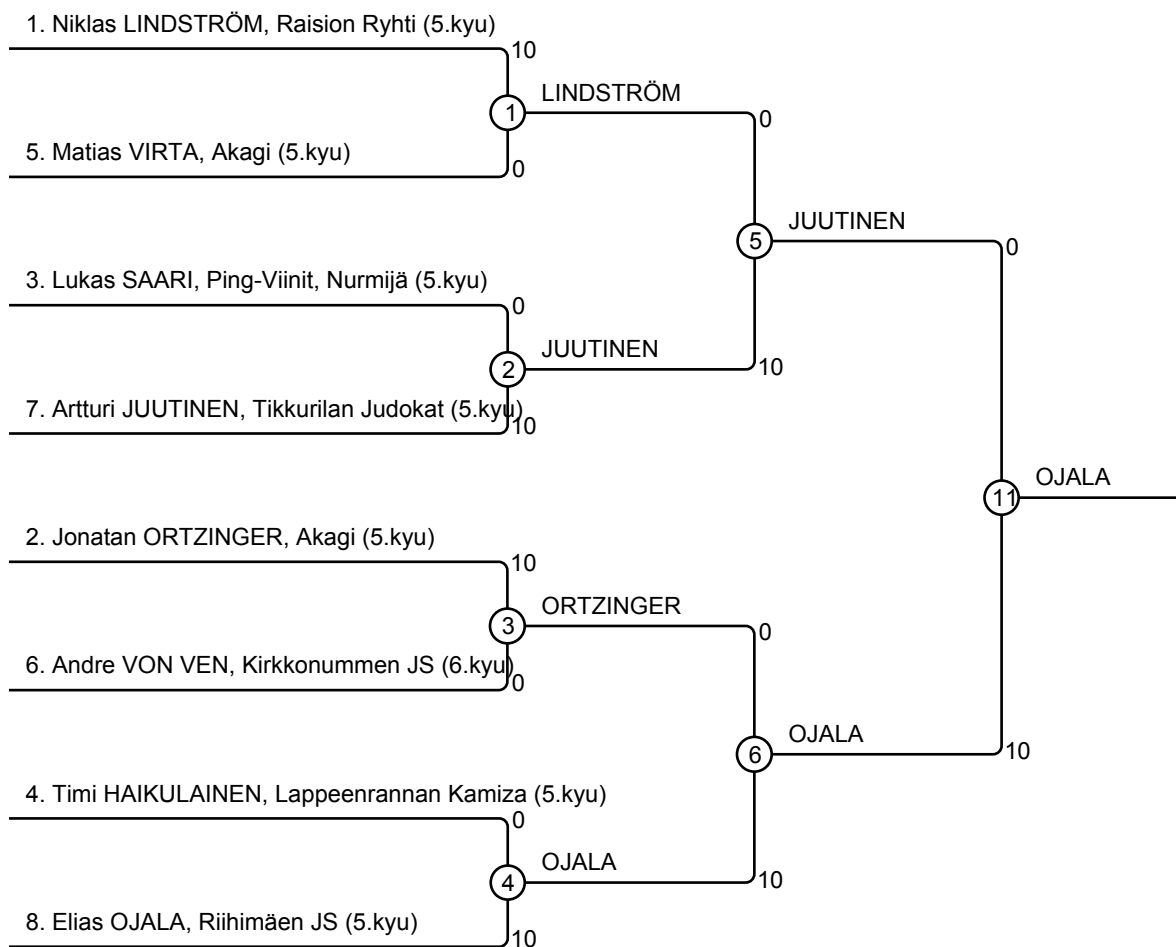 1. Niklas LINDSTRÖM, Raision Ryhti (5.kyu)
10
1
LINDSTRÖM
0
5. Matias VIRTA, Akagi (5.kyu)
0
5
JUUTINEN
0
3. Lukas SAARI, Ping-Viinit, Nurmijä (5.kyu)
0
2
JUUTINEN
10
7. Artturi JUUTINEN, Tikkurilan Judokat (5.kyu)
10
11
OJALA
2. Jonatan ORTZINGER, Akagi (5.kyu)
10
3
ORTZINGER
0
6. Andre VON VEN, Kirkkonummen JS (6.kyu)
0
6
OJALA
10
4. Timi HAIKULAINEN, Lappeenrannan Kamiza (5.kyu)
0
4
OJALA
10
8. Elias OJALA, Riihimäen JS (5.kyu)
10